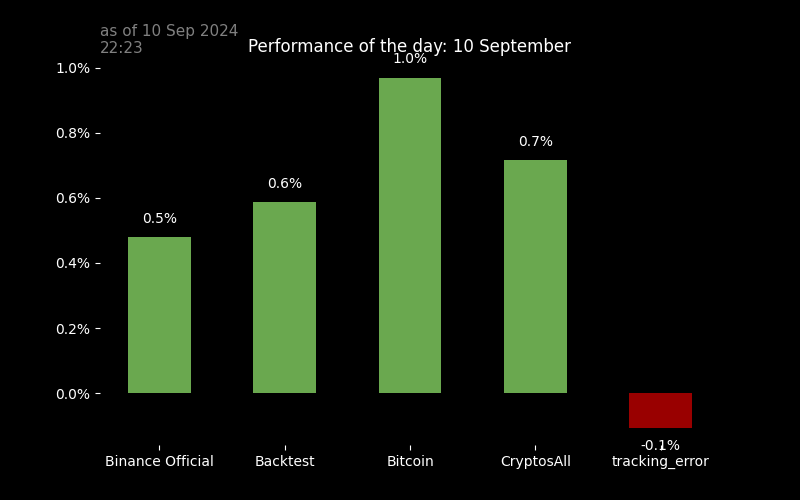 as of 10 Sep 2024
22:23
Performance of the day: 10 September
1.0%
1.0%
0.8%
0.7%
0.6%
0.6%
0.5%
0.4%
0.2%
0.0%
-0.1%
Binance Official
Backtest
Bitcoin
CryptosAll
tracking_error